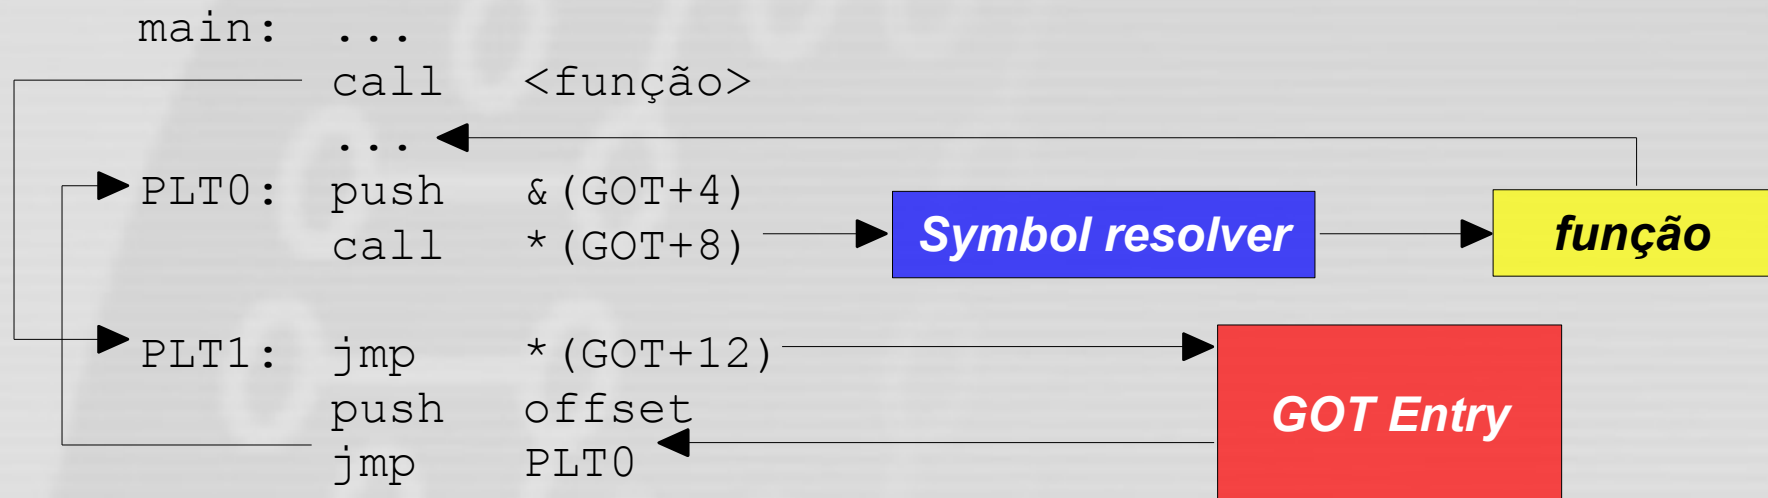 main: ...
call <função>
...
PLT0: push &(GOT+4)
call *(GOT+8)
Symbol resolver
função
PLT1: jmp *(GOT+12)
push offset
jmp PLT0
GOT Entry